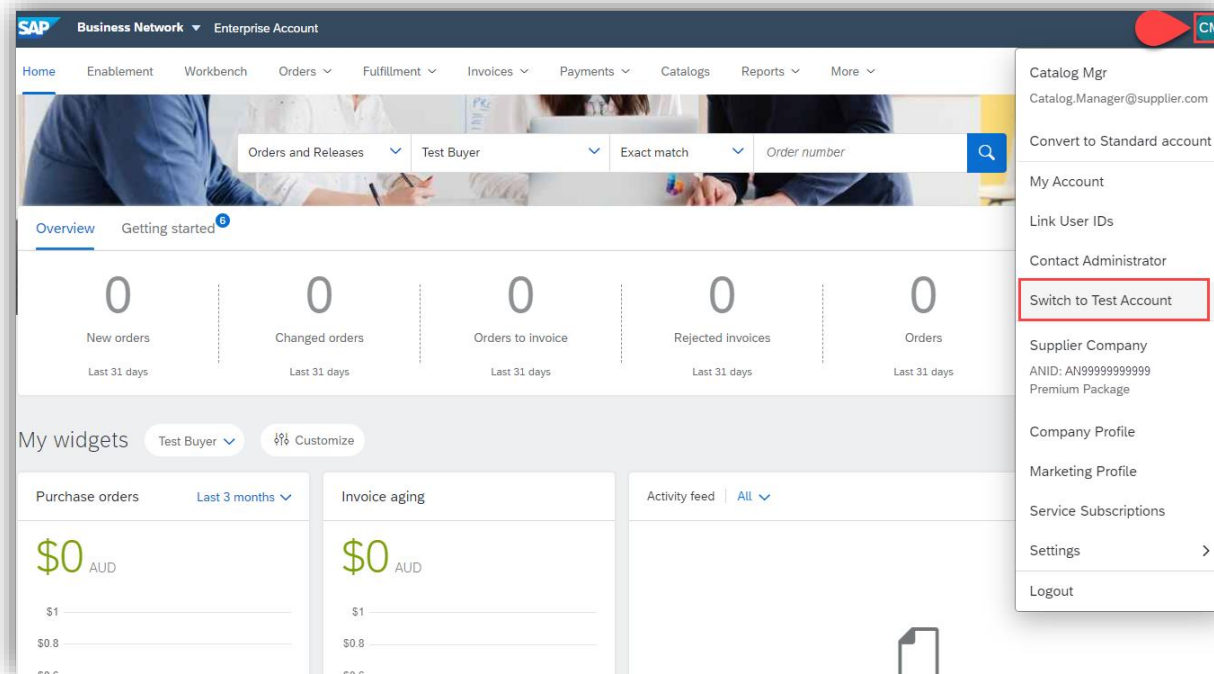 SAP Business Network Enterprise Account CM
Home Enablement Workbench Orders Fulfillment Invoices Payments Catalogs Reports More
Orders and Releases Test Buyer Exact match Order number
Overview Getting started 6
0 0 0 0 0
New orders Changed orders Orders to invoice Rejected invoices Orders
Last 31 days Last 31 days Last 31 days Last 31 days Last 31 days
My widgets Test Buyer Customize
Purchase orders Last 3 months Invoice aging Activity feed All
$0 AUD $0 AUD
$1 $1
$0.8 $0.8
Catalog Mgr
Catalog.Manager@supplier.com
Convert to Standard account
My Account
Link User IDs
Contact Administrator
Switch to Test Account
Supplier Company
ANID: AN99999999999
Premium Package
Company Profile
Marketing Profile
Service Subscriptions
Settings
Logout